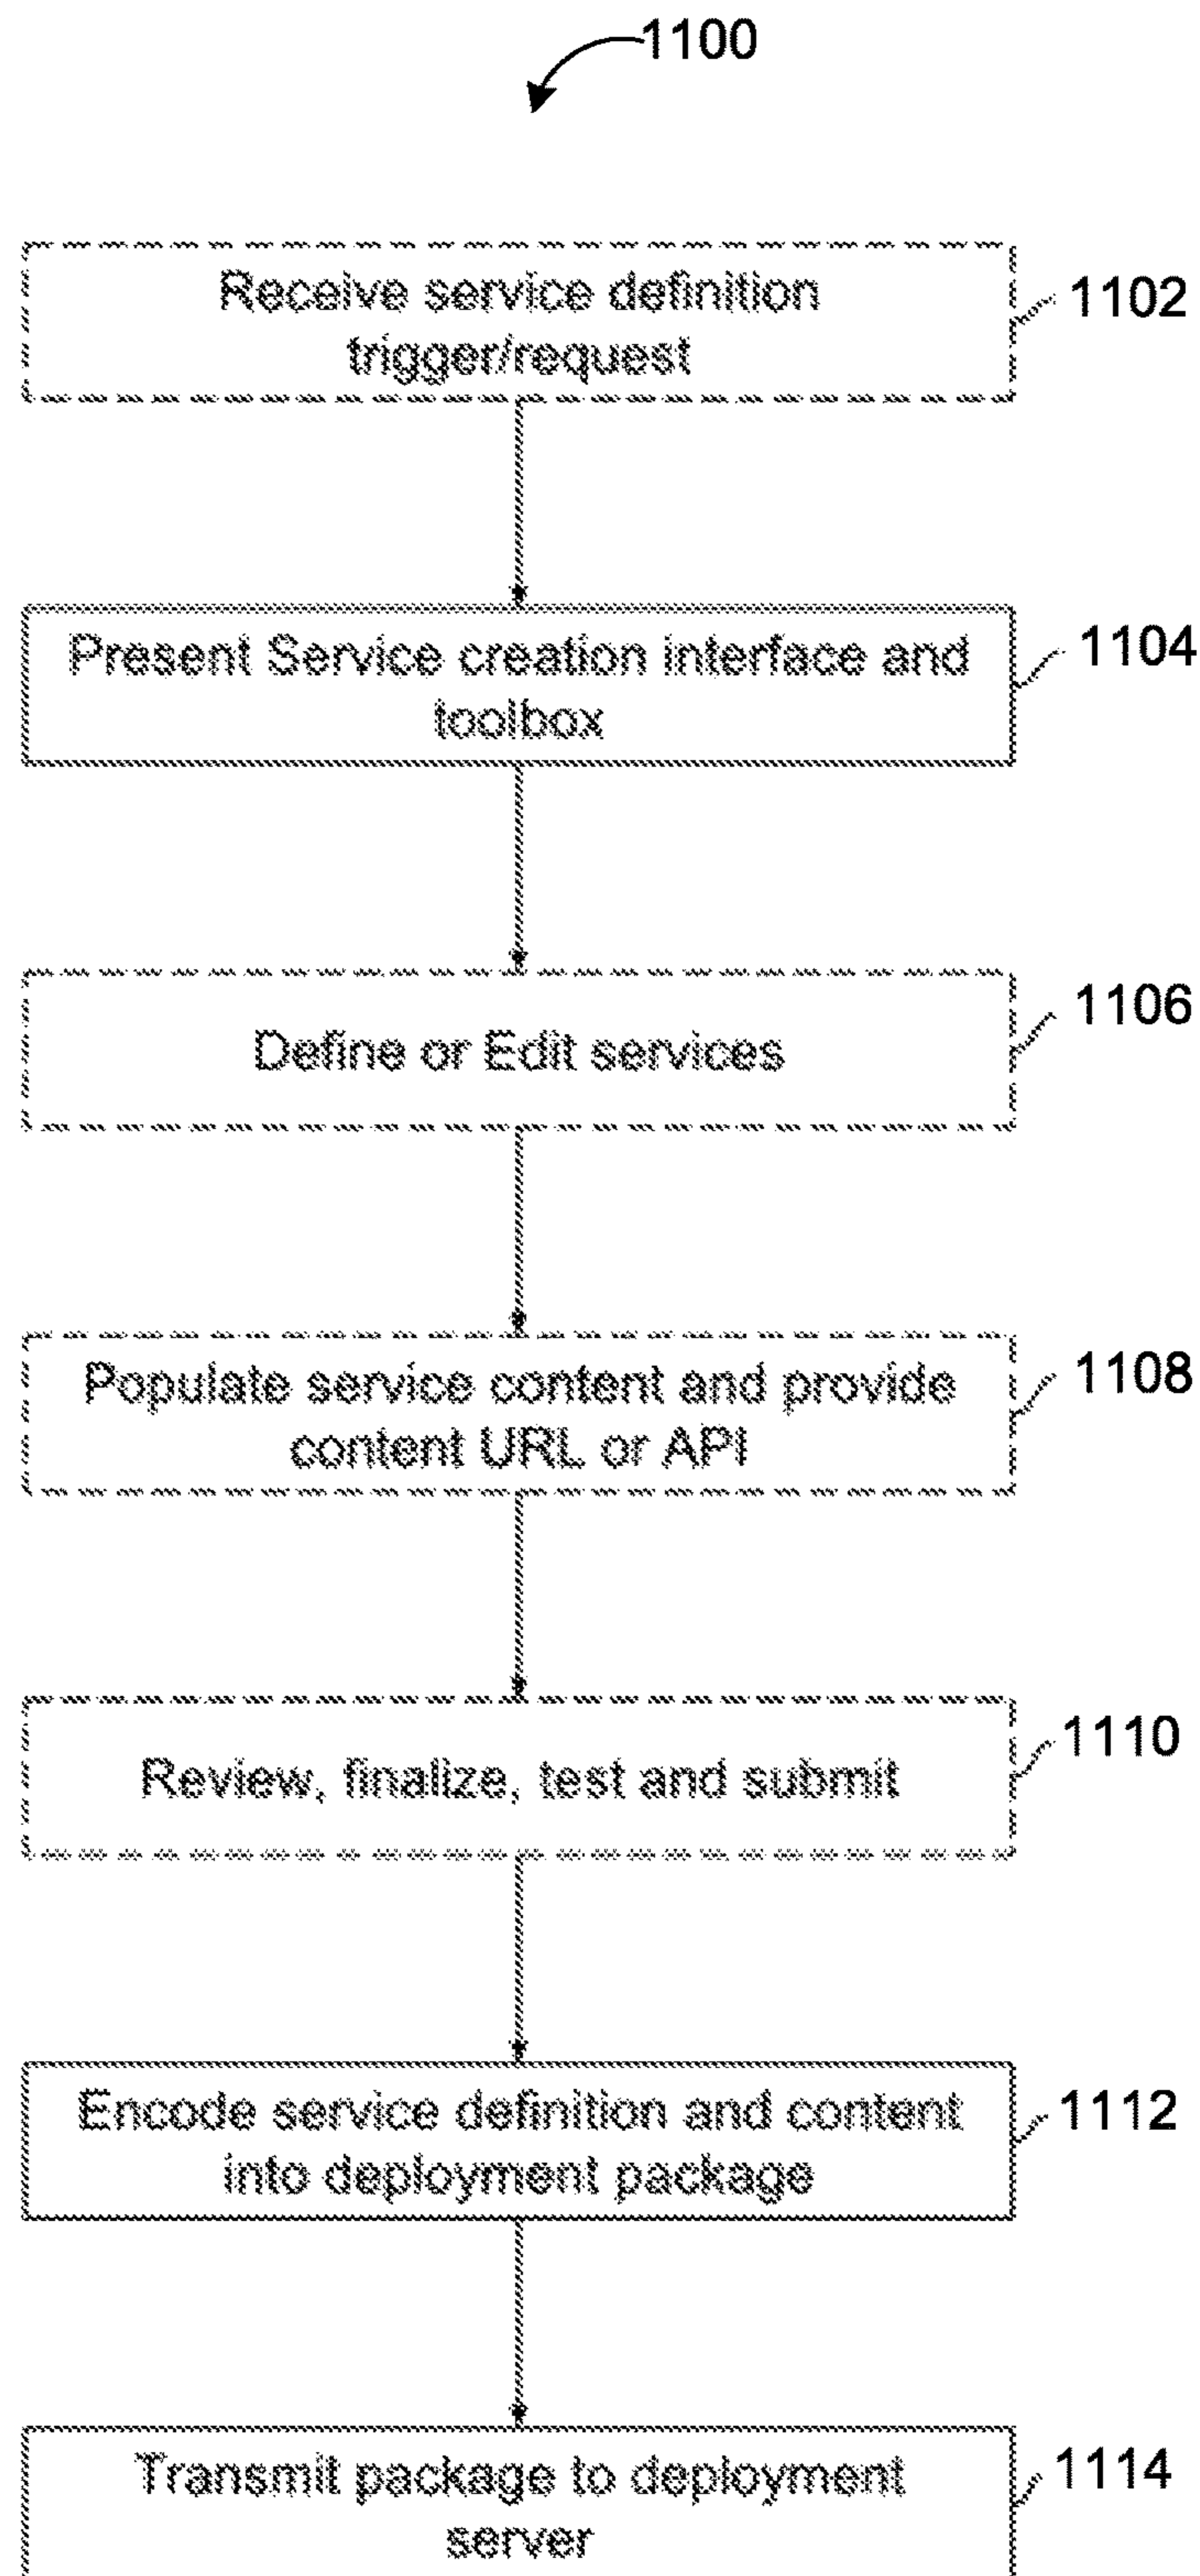 1100
Receive service definition
trigger/request
1102
Present Service creation interface and
toolbox
1104
Define or Edit services
1106
Populate service content and provide
content URL or API
1108
Review, finalize, test and submit
1110
Encode service definition and content
into deployment package
1112
Transmit package to deployment
server
1114